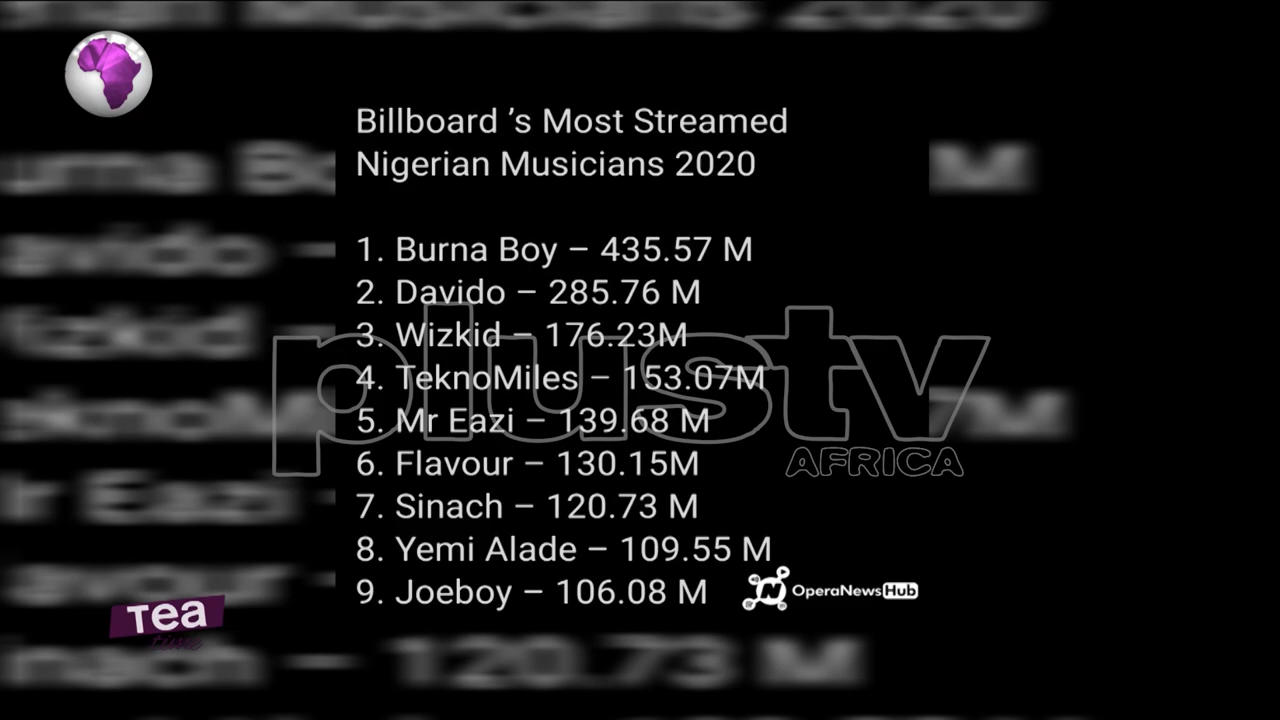 Billboard ’s Most Streamed
Nigerian Musicians 2020
1. Burna Boy – 435.57 M
2. Davido – 285.76 M
3. Wizkid – 176.23M
4. TeknoMiles – 153.07M
5. Mr Eazi – 139.68 M
6. Flavour – 130.15M
7. Sinach – 120.73 M
8. Yemi Alade – 109.55 M
9. Joeboy – 106.08 M
OperaNewsHub
plustv
AFRICA
Tea
time